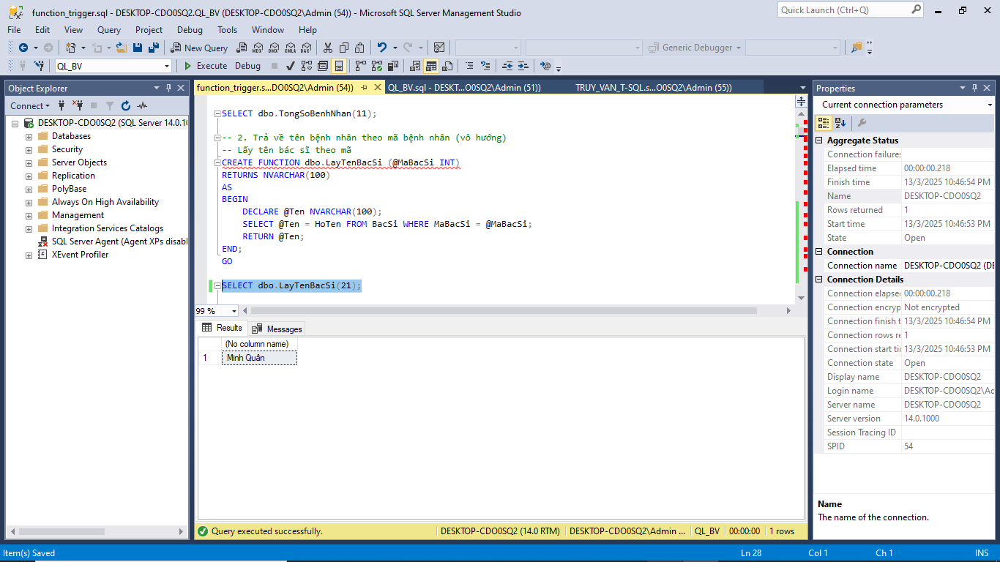 function_trigger.sql - DESKTOP-CDO0SQ2.QL_BV (DESKTOP-CDO0SQ2\Admin (54)) - Microsoft SQL Server Management Studio
Quick Launch (Ctrl+Q)
File Edit View Query Project Debug Tools Window Help
New Query
MDX DMX XMLA DAX
Generic Debugger
QL_BV
Execute Debug
Object Explorer
Connect
DESKTOP-CDO0SQ2 (SQL Server 14.0.10
Databases
Security
Server Objects
Replication
PolyBase
Always On High Availability
Management
Integration Services Catalogs
SQL Server Agent (Agent XPs disabl
XEvent Profiler
function_trigger.s...DO0SQ2\Admin (54))
QL_BV.sql - DESKT...O0SQ2\Admin (51))
TRUY_VAN_T-SQL.s...O0SQ2\Admin (55))
SELECT dbo.TongSoBenhNhan(11);
-- 2. Trả về tên bệnh nhân theo mã bệnh nhân (vô hướng)
-- Lấy tên bác sĩ theo mã
CREATE FUNCTION dbo.LayTenBacSi (@MaBacSi INT)
RETURNS NVARCHAR(100)
AS
BEGIN
DECLARE @Ten NVARCHAR(100);
SELECT @Ten = HoTen FROM BacSi WHERE MaBacSi = @MaBacSi;
RETURN @Ten;
END;
GO
SELECT dbo.LayTenBacSi(21);
99 %
Results Messages
(No column name)
1 Minh Quân
Query executed successfully.
DESKTOP-CDO0SQ2 (14.0 RTM) DESKTOP-CDO0SQ2\Admin ... QL_BV 00:00:00 1 rows
Properties
Current connection parameters
Aggregate Status
Connection failures
Elapsed time 00:00:00.218
Finish time 13/3/2025 10:46:54 PM
Name DESKTOP-CDO0SQ2
Rows returned 1
Start time 13/3/2025 10:46:53 PM
State Open
Connection
Connection name DESKTOP-CDO0SQ2 (DE
Connection Details
Connection elapse 00:00:00.218
Connection encryp Not encrypted
Connection finish t 13/3/2025 10:46:54 PM
Connection rows re 1
Connection start ti 13/3/2025 10:46:53 PM
Connection state Open
Display name DESKTOP-CDO0SQ2
Login name DESKTOP-CDO0SQ2\Ad
Server name DESKTOP-CDO0SQ2
Server version 14.0.1000
Session Tracing ID
SPID 54
Name
The name of the connection.
Item(s) Saved
Ln 28 Col 1 Ch 1 INS